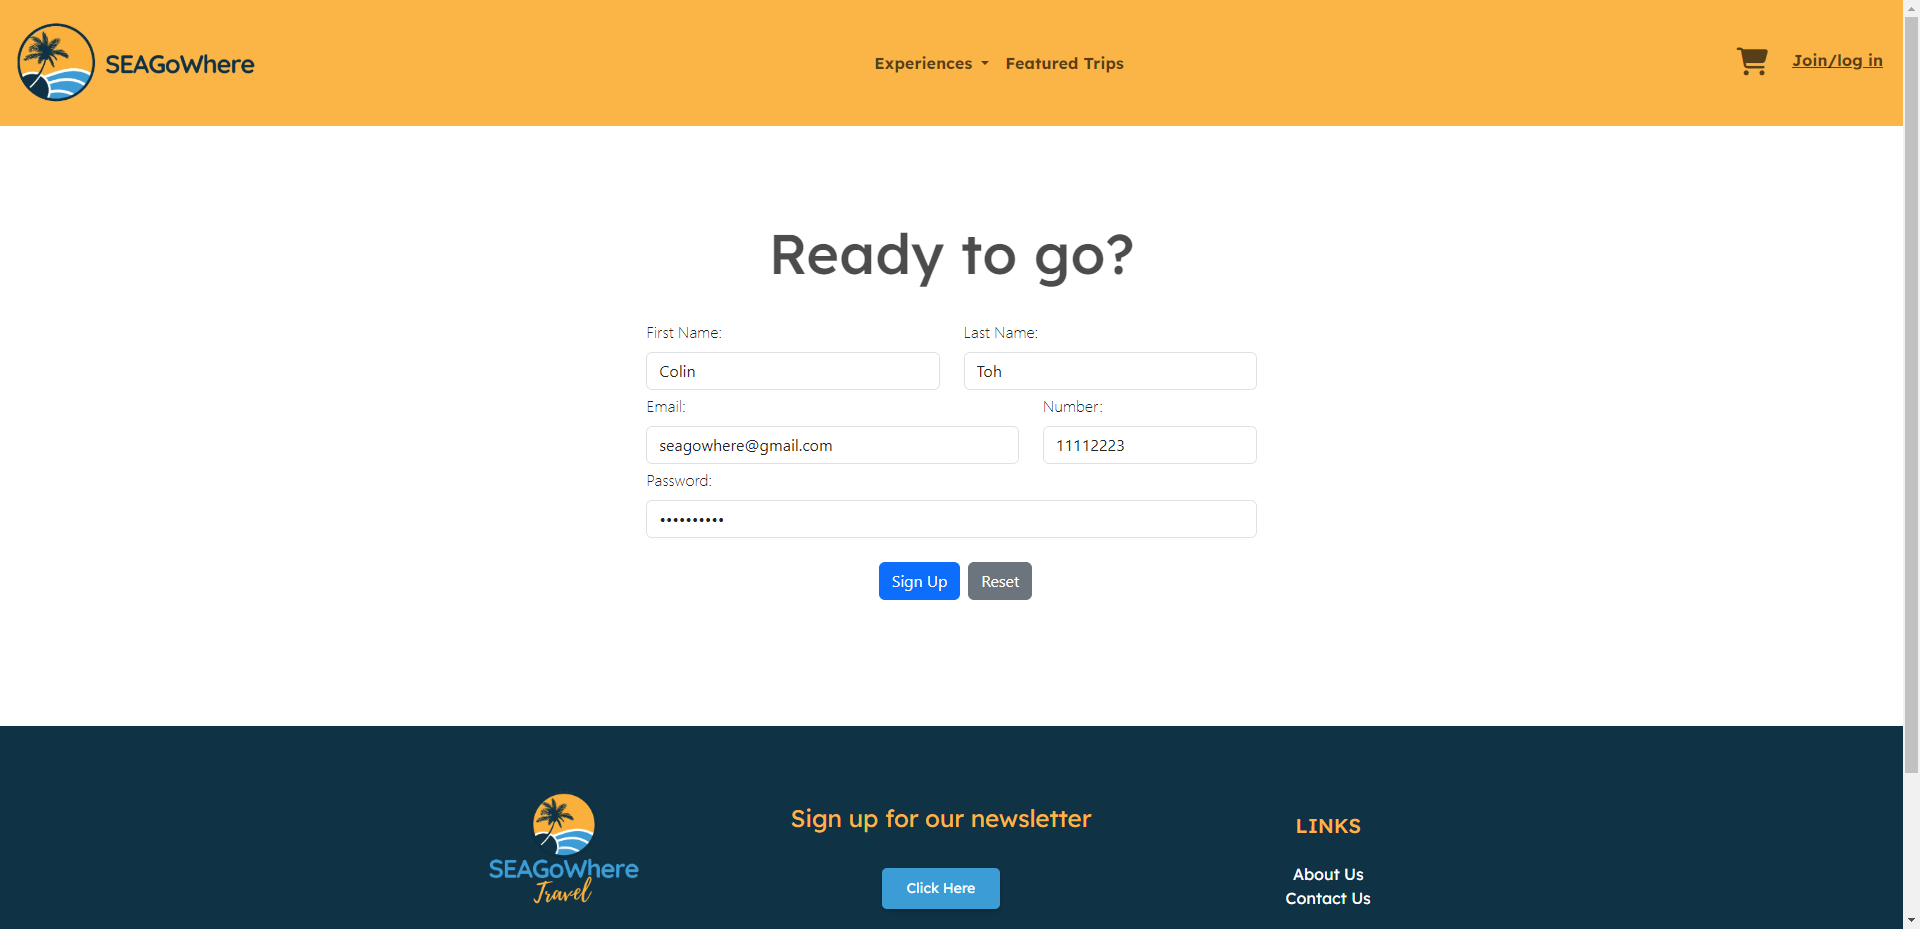 SEAGoWhere
Experiences Featured Trips
Join/log in
Ready to go?
First Name: Last Name:
Colin Toh
Email: Number:
seagowhere@gmail.com 11112223
Password:
••••••••••
Sign Up Reset
SEAGoWhere
Travel
Sign up for our newsletter
Click Here
LINKS
About Us
Contact Us